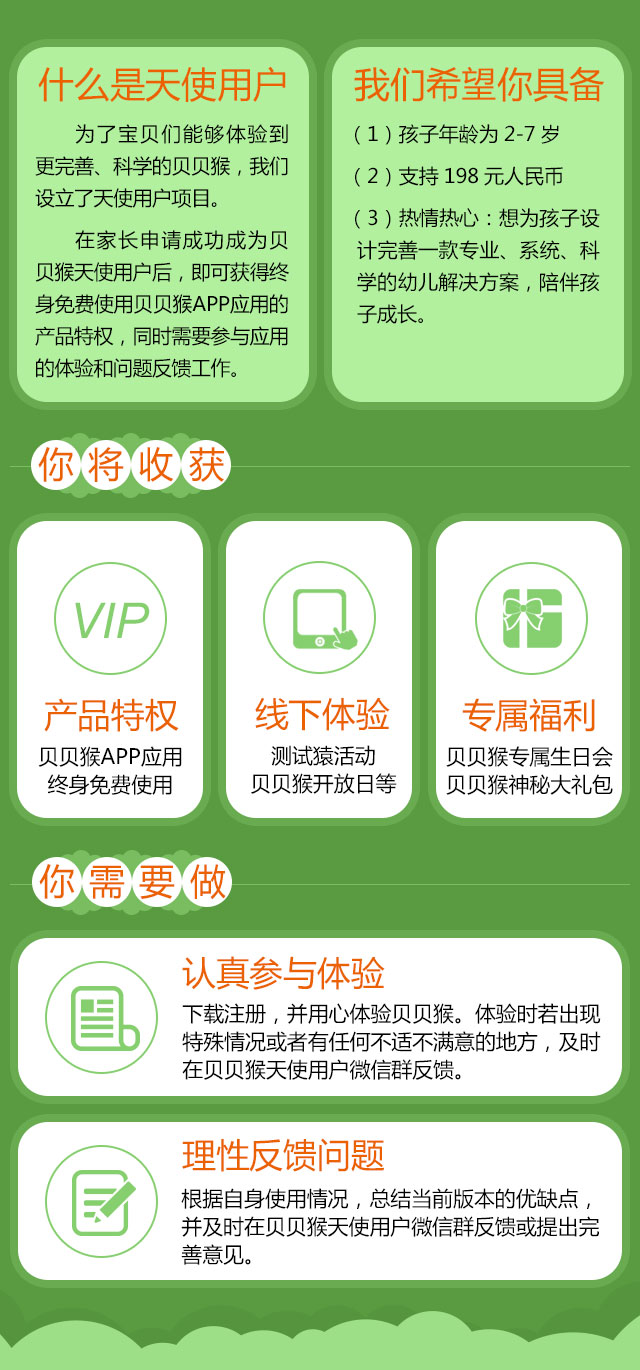 什么是天使用户
为了宝贝们能够体验到
更完善、科学的贝贝猴，我们
设立了天使用户项目。
在家长申请成功成为贝
贝猴天使用户后，即可获得终
身免费使用贝贝猴APP应用的
产品特权，同时需要参与应用
的体验和问题反馈工作。
我们希望你具备
（1）孩子年龄为 2-7 岁
（2）支持 198 元人民币
（3）热情热心：想为孩子设
计完善一款专业、系统、科
学的幼儿解决方案，陪伴孩
子成长。
你将收获
VIP
产品特权
贝贝猴APP应用
终身免费使用
线下体验
测试猿活动
贝贝猴开放日等
专属福利
贝贝猴专属生日会
贝贝猴神秘大礼包
你需要做
认真参与体验
下载注册，并用心体验贝贝猴。体验时若出现
特殊情况或者有任何不适不满意的地方，及时
在贝贝猴天使用户微信群反馈。
理性反馈问题
根据自身使用情况，总结当前版本的优缺点，
并及时在贝贝猴天使用户微信群反馈或提出完
善意见。